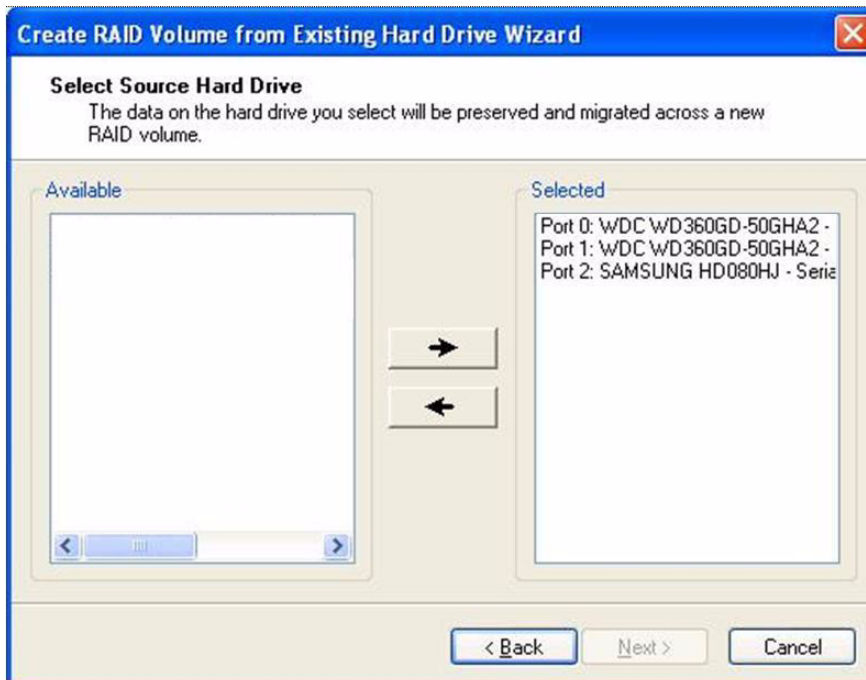 Create RAID Volume from Existing Hard Drive Wizard
Select Source Hard Drive
The data on the hard drive you select will be preserved and migrated across a new
RAID volume.
Available
Selected
Port 0: WDC WD360GD-50GHA2 -
Port 1: WDC WD360GD-50GHA2 -
Port 2: SAMSUNG HD080HJ - Seria
< Back
Next >
Cancel